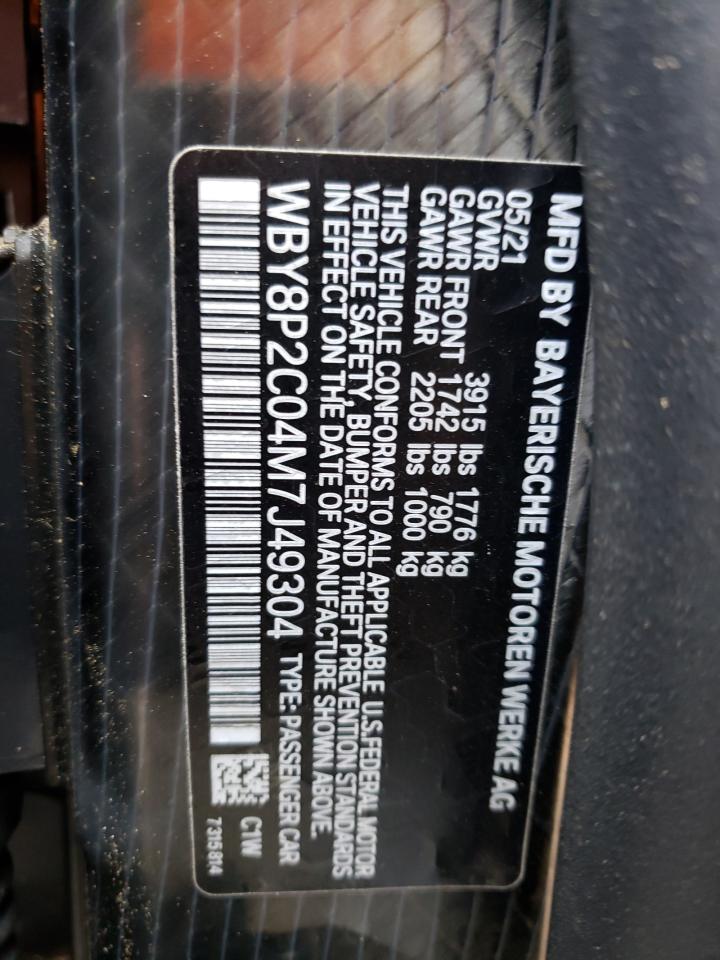 MFD BY BAYERISCHE MOTOREN WERKE AG
05/21
GVWR 3915 lbs 1776 kg
GAWR FRONT 1742 lbs 790 kg
GAWR REAR 2205 lbs 1000 kg
THIS VEHICLE CONFORMS TO ALL APPLICABLE U.S.FEDERAL MOTOR
VEHICLE SAFETY, BUMPER AND THEFT PREVENTION STANDARDS
IN EFFECT ON THE DATE OF MANUFACTURE SHOWN ABOVE.
WBY8P2C04M7J49304 TYPE: PASSENGER CAR
C1W
7315814